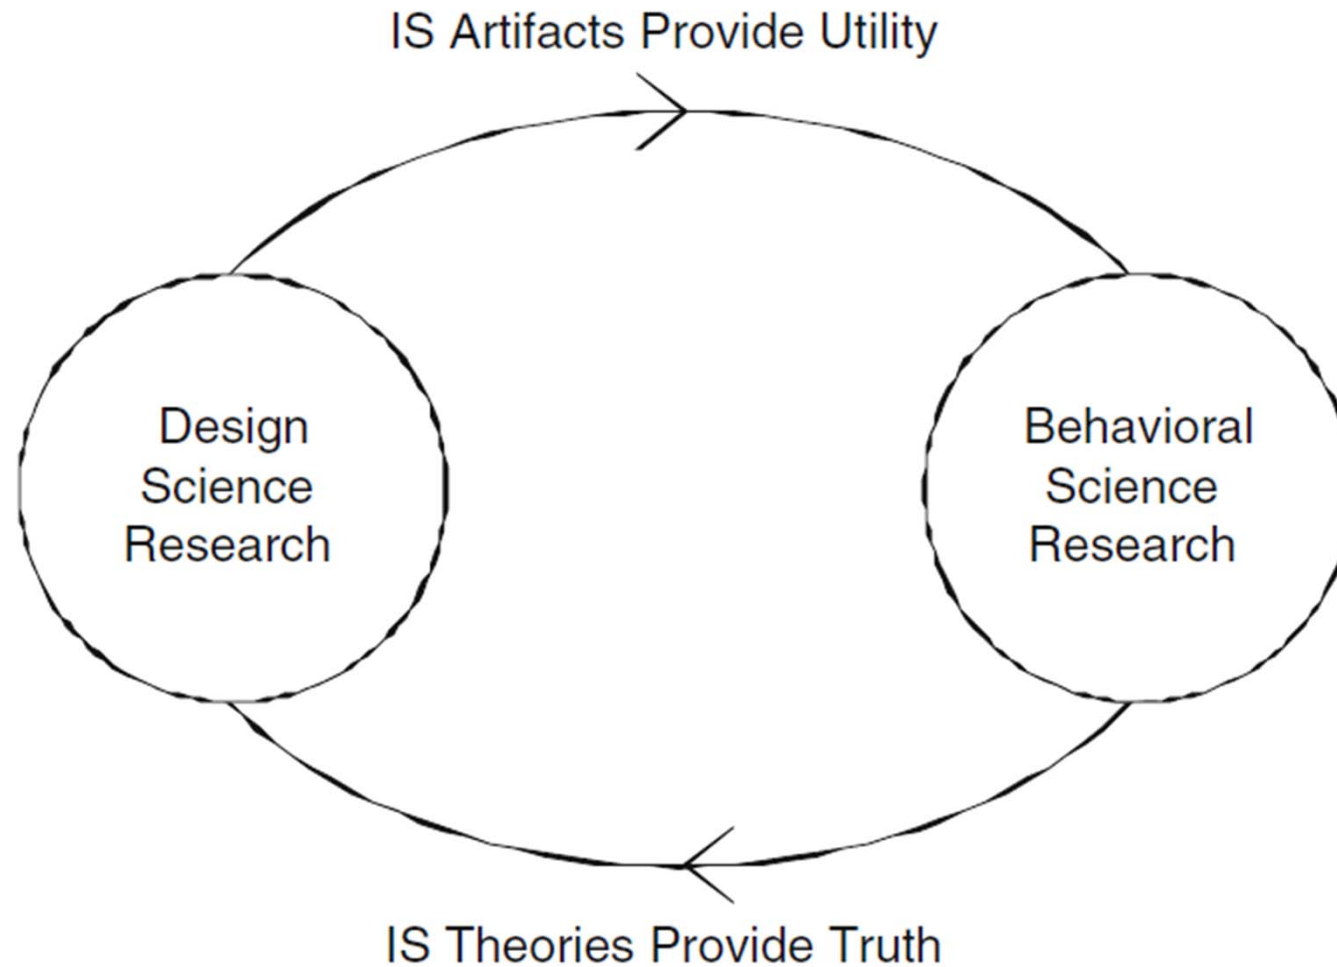 IS Artifacts Provide Utility
Design
Science
Research
Behavioral
Science
Research
IS Theories Provide Truth